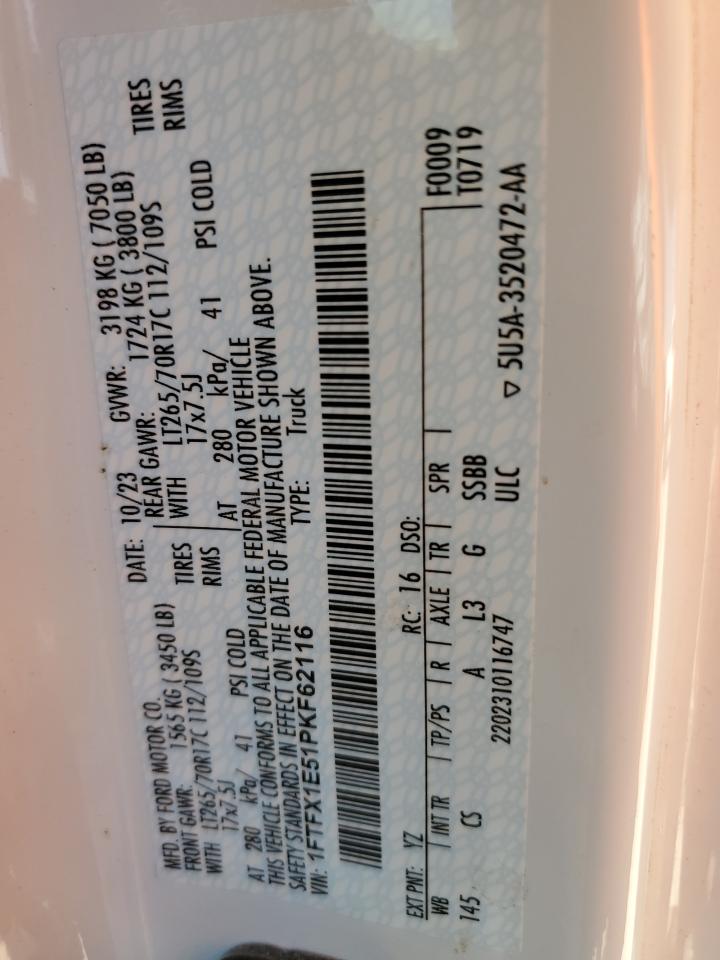 MFD. BY FORD MOTOR CO.
DATE: 10/23 GVWR: 3198 KG ( 7050 LB)
FRONT GAWR: 1565 KG ( 3450 LB) REAR GAWR: 1724 KG ( 3800 LB)
WITH LT265/70R17C 112/109S TIRES WITH LT265/70R17C 112/109S TIRES
17x7.5J RIMS 17x7.5J RIMS
AT 280 kPa/ 41 PSI COLD AT 280 kPa/ 41 PSI COLD
THIS VEHICLE CONFORMS TO ALL APPLICABLE FEDERAL MOTOR VEHICLE
SAFETY STANDARDS IN EFFECT ON THE DATE OF MANUFACTURE SHOWN ABOVE.
VIN: 1FTFX1E51PKF62116 TYPE: Truck
EXT PNT: YZ RC: 16 DSO:
WB | INT TR | TP/PS | R | AXLE | TR | SPR | F0009
145 CS A L3 G SSBB T0719
2202310116747 ULC ▽ 5U5A-3520472-AA